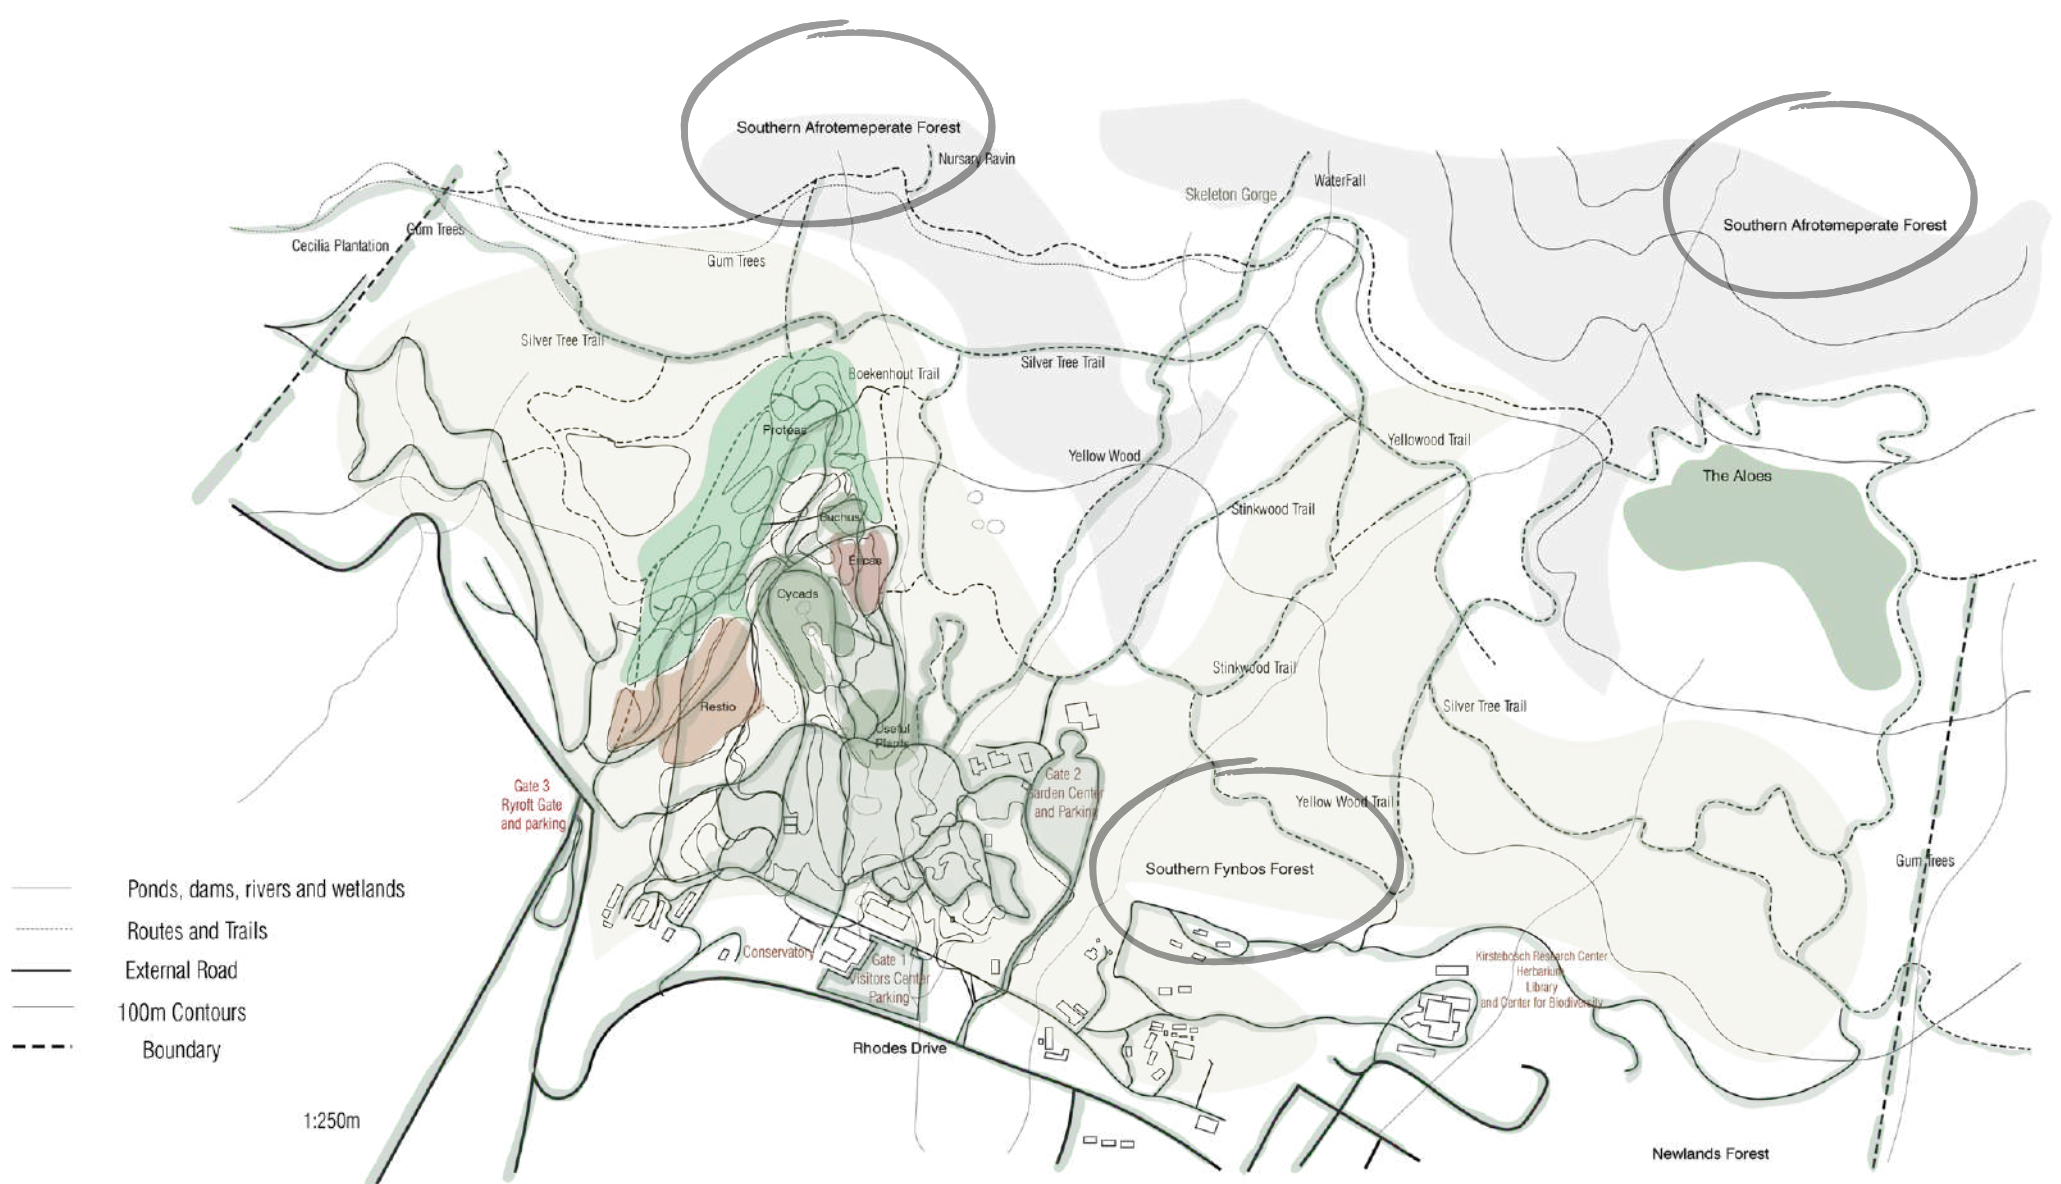 Southern Afrotemeperate Forest
Nursary Ravin
Skeleton Gorge
WaterFall
Southern Afrotemeperate Forest
Cecilia Plantation
Gum Trees
Gum Trees
Silver Tree Trail
Silver Tree Trail
Boekenhout Trail
Proteas
Yellow Wood
Yellowood Trail
The Aloes
Buchus
Stinkwood Trail
Ericas
Cycads
Stinkwood Trail
Restio
Silver Tree Trail
Useful
Plants
Gate 3
Ryroft Gate
and parking
Gate 2
Garden Center
and Parking
Yellow Wood Trail
Southern Fynbos Forest
Gum Trees
Ponds, dams, rivers and wetlands
Routes and Trails
External Road
100m Contours
Boundary
Conservatory
Gate 1
Visitors Center
Parking
Kirstebosch Research Center
Herbarium
Library
and Center for Biodiversity
Rhodes Drive
1:250m
Newlands Forest